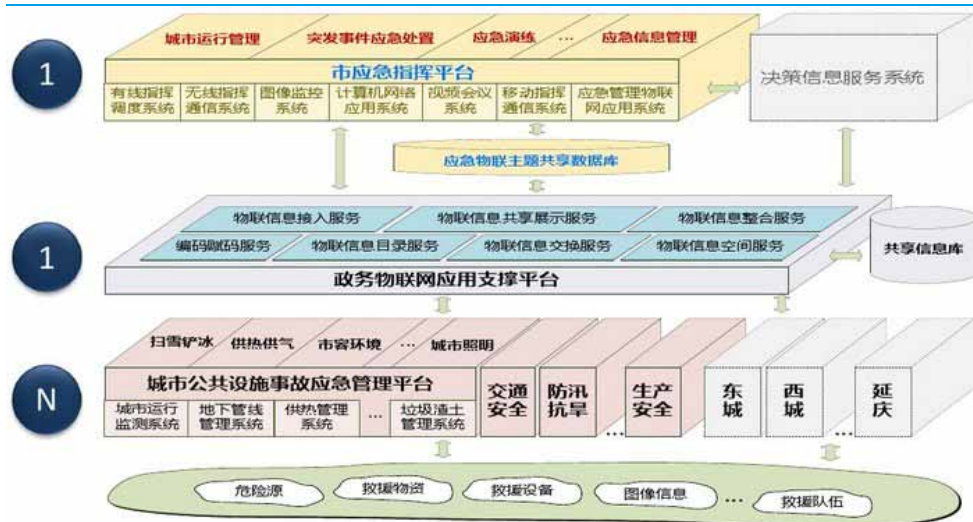 城市运行管理 突发事件应急处置 应急演练 … 应急信息管理
1
市应急指挥平台
决策信息服务系统
有线指挥调度系统 无线指挥通信系统 图像监控系统 计算机网络应用系统 视频会议系统 移动指挥通信系统 应急管理物联网应用系统
应急物联主题共享数据库
物联信息接入服务 物联信息共享展示服务 物联信息整合服务
1
编码赋码服务 物联信息目录服务 物联信息交换服务 物联信息空间服务
共享信息库
政务物联网应用支撑平台
扫雪铲冰 供热供气 市容环境 … 城市照明
N
城市公共设施事故应急管理平台
交通安全 防汛抗旱 … 生产安全 东城 西城 … 延庆
城市运行监测系统 地下管线管理系统 供热管理系统 … 垃圾渣土管理系统
危险源 救援物资 救援设备 图像信息 … 救援队伍